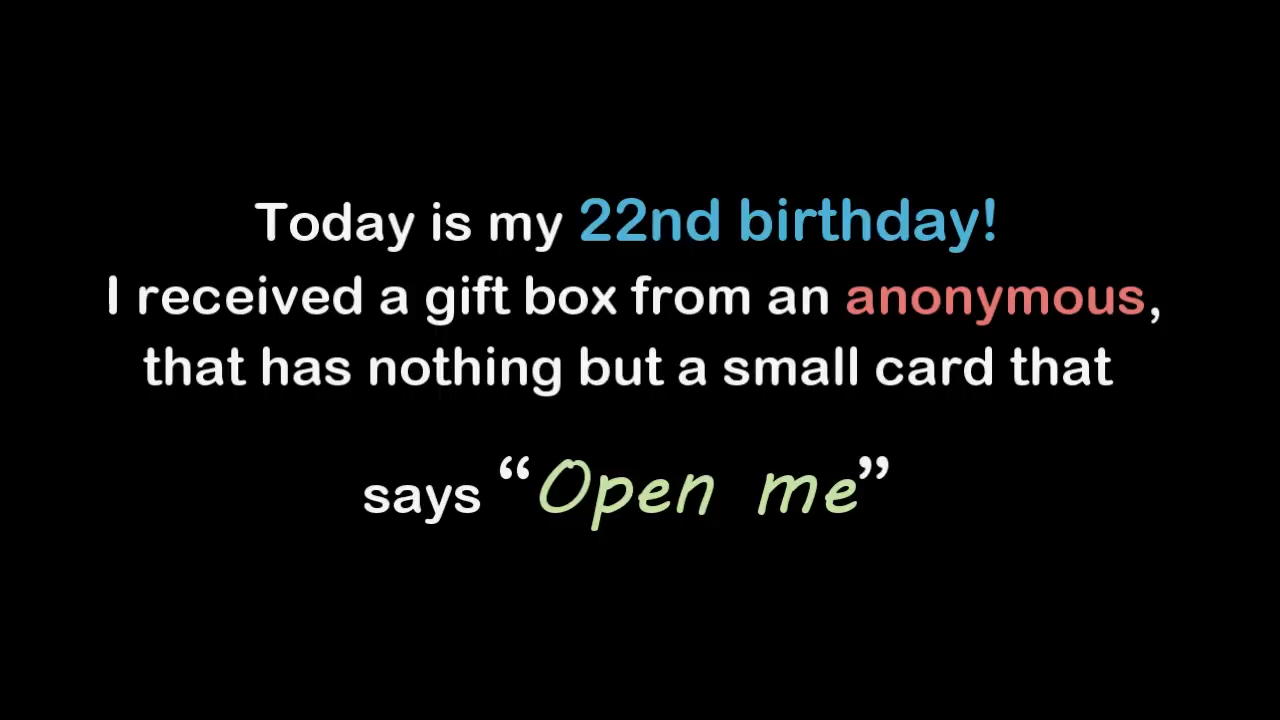 Today is my 22nd birthday!
I received a gift box from an anonymous,
that has nothing but a small card that
says “Open me”